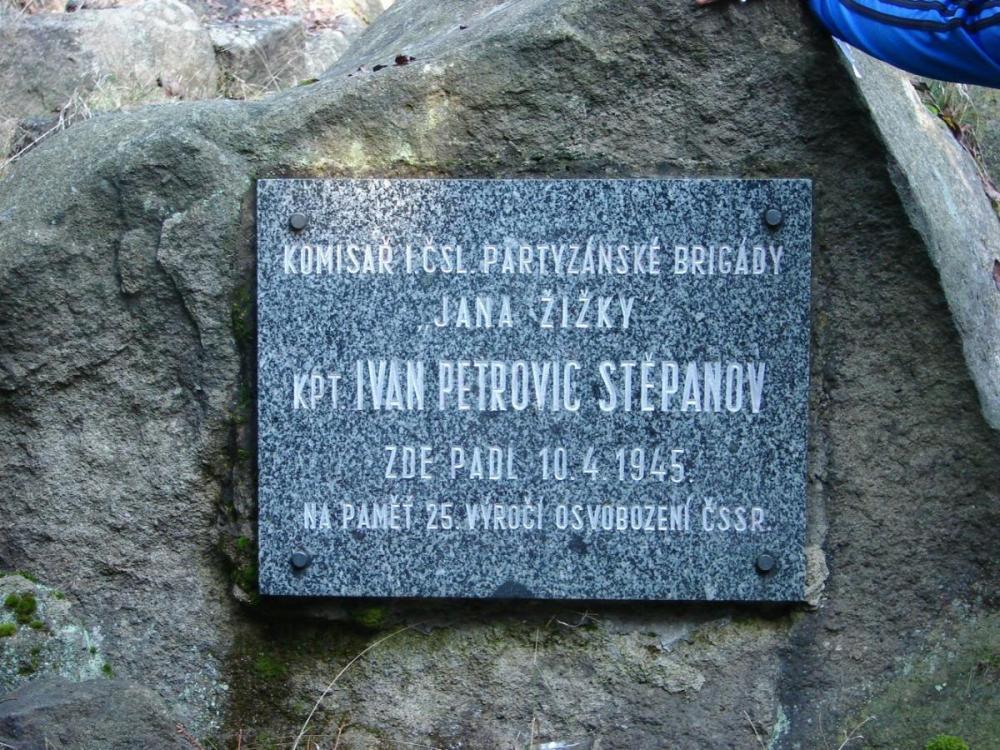 KOMISAŘ I. ČSL. PARTYZÁNSKÉ BRIGÁDY
„JANA ŽIŽKY“
KPT. IVAN PETROVIC STĚPANOV
ZDE PADL 10.4.1945.
NA PAMĚŤ 25. VÝROČÍ OSVOBOZENÍ ČSSR.